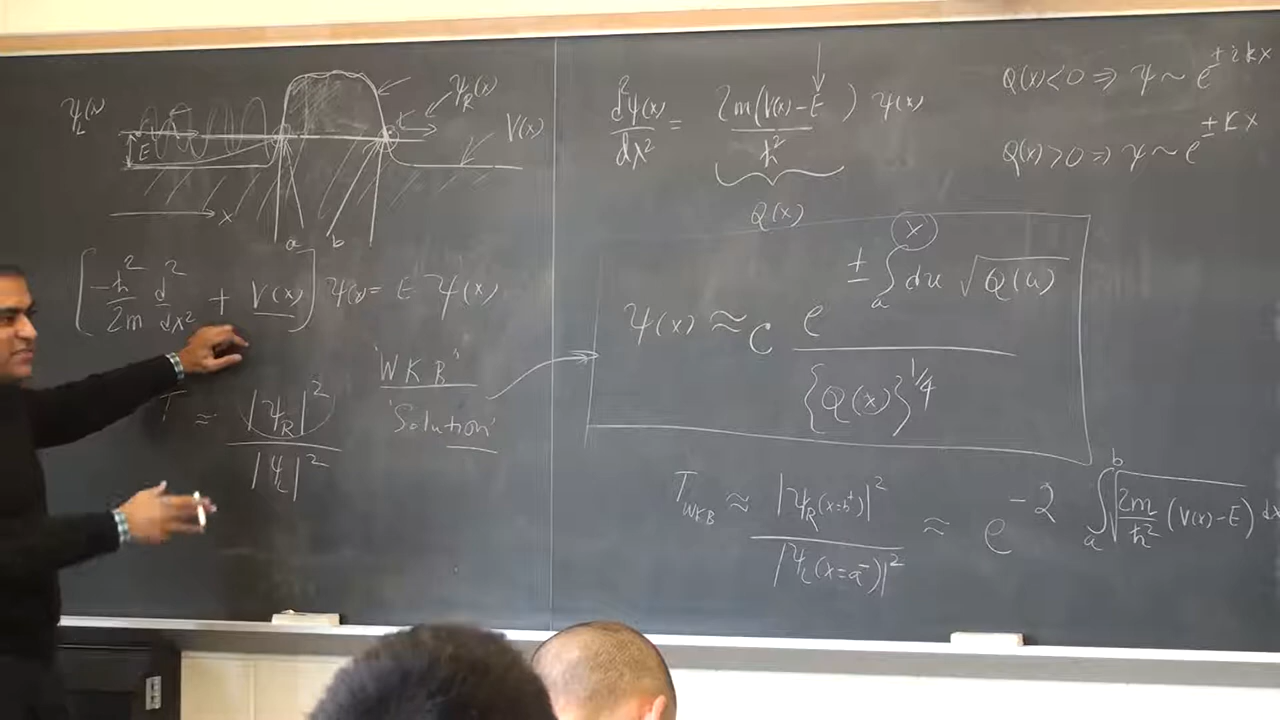 ψ_L(x)
ψ_R(x)
V(x)
E
x
a b
[-ħ²/2m d²/dx² + V(x)] ψ(x) = E ψ(x)
T ≈ |ψ_R|² / |ψ_L|²
'WKB'
'Solution'
d²ψ(x)/dx² = 2m(V(x)-E)/ħ² ψ(x)
Q(x)
Q(x)<0 ⇒ ψ ~ e^{±ikx}
Q(x)>0 ⇒ ψ ~ e^{±κx}
ψ(x) ≈ C e^{± ∫_a^x du √Q(u)} / {Q(x)}^{1/4}
T_WKB ≈ |ψ_R(x=b⁺)|² / |ψ_L(x=a⁻)|² ≈ e^{-2 ∫_a^b √(2m/ħ² (V(x)-E)) dx}